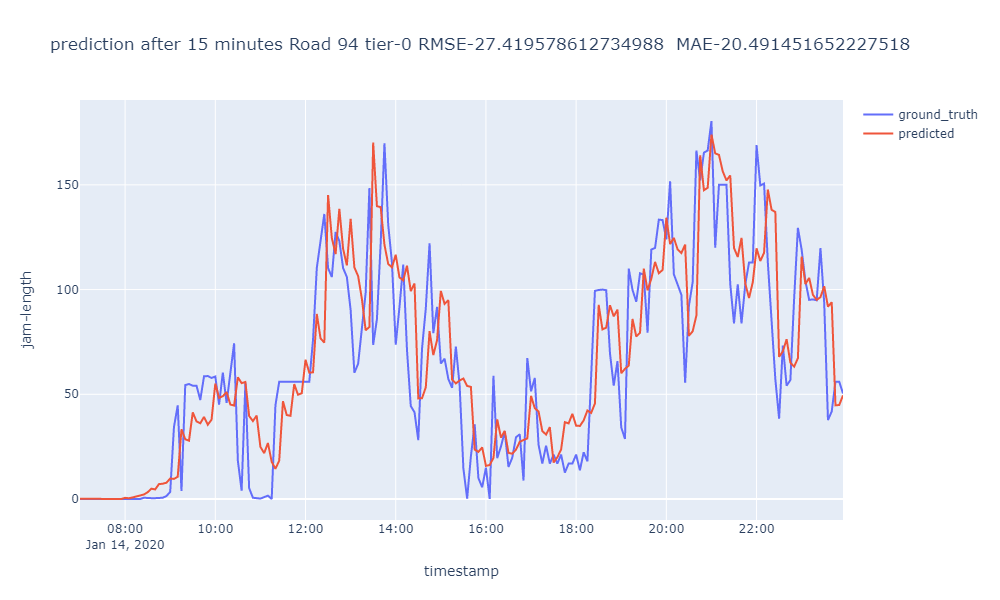 prediction after 15 minutes Road 94 tier-0 RMSE-27.419578612734988  MAE-20.491451652227518
ground_truth
predicted
150
100
50
0
jam-length
08:00 10:00 12:00 14:00 16:00 18:00 20:00 22:00
Jan 14, 2020
timestamp